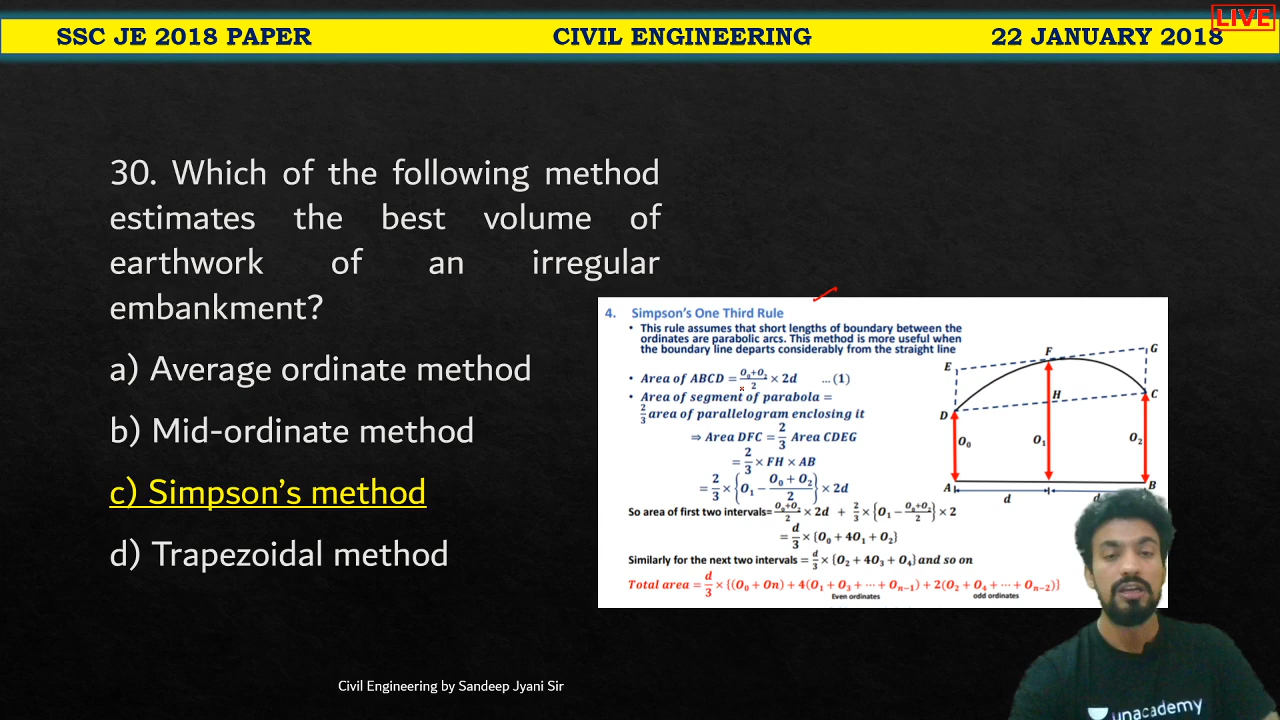 LIVE
SSC JE 2018 PAPER CIVIL ENGINEERING 22 JANUARY 2018
30. Which of the following method
estimates the best volume of
earthwork of an irregular
embankment?
a) Average ordinate method
b) Mid-ordinate method
c) Simpson's method
d) Trapezoidal method
4. Simpson's One Third Rule
• This rule assumes that short lengths of boundary between the
ordinates are parabolic arcs. This method is more useful when
the boundary line departs considerably from the straight line
• Area of ABCD = (O₀+O₂)/2 × 2d …(1)
• Area of segment of parabola =
2/3 area of parallelogram enclosing it
⇒ Area DFC = 2/3 Area CDEG
= 2/3 × FH × AB
= 2/3 × {O₁ − (O₀ + O₂)/2} × 2d
So area of first two intervals= (O₀+O₂)/2 × 2d + 2/3 × {O₁ − (O₀+O₂)/2} × 2
= d/3 × {O₀ + 4O₁ + O₂}
Similarly for the next two intervals = d/3 × {O₂ + 4O₃ + O₄} and so on
Total area = d/3 × {(O₀ + On) + 4(O₁ + O₃ + ⋯ + Oₙ₋₁) + 2(O₂ + O₄ + ⋯ + Oₙ₋₂)}
Even ordinates odd ordinates
F G
E
H C
D
O₀ O₁ O₂
A B
d d
Civil Engineering by Sandeep Jyani Sir
unacademy